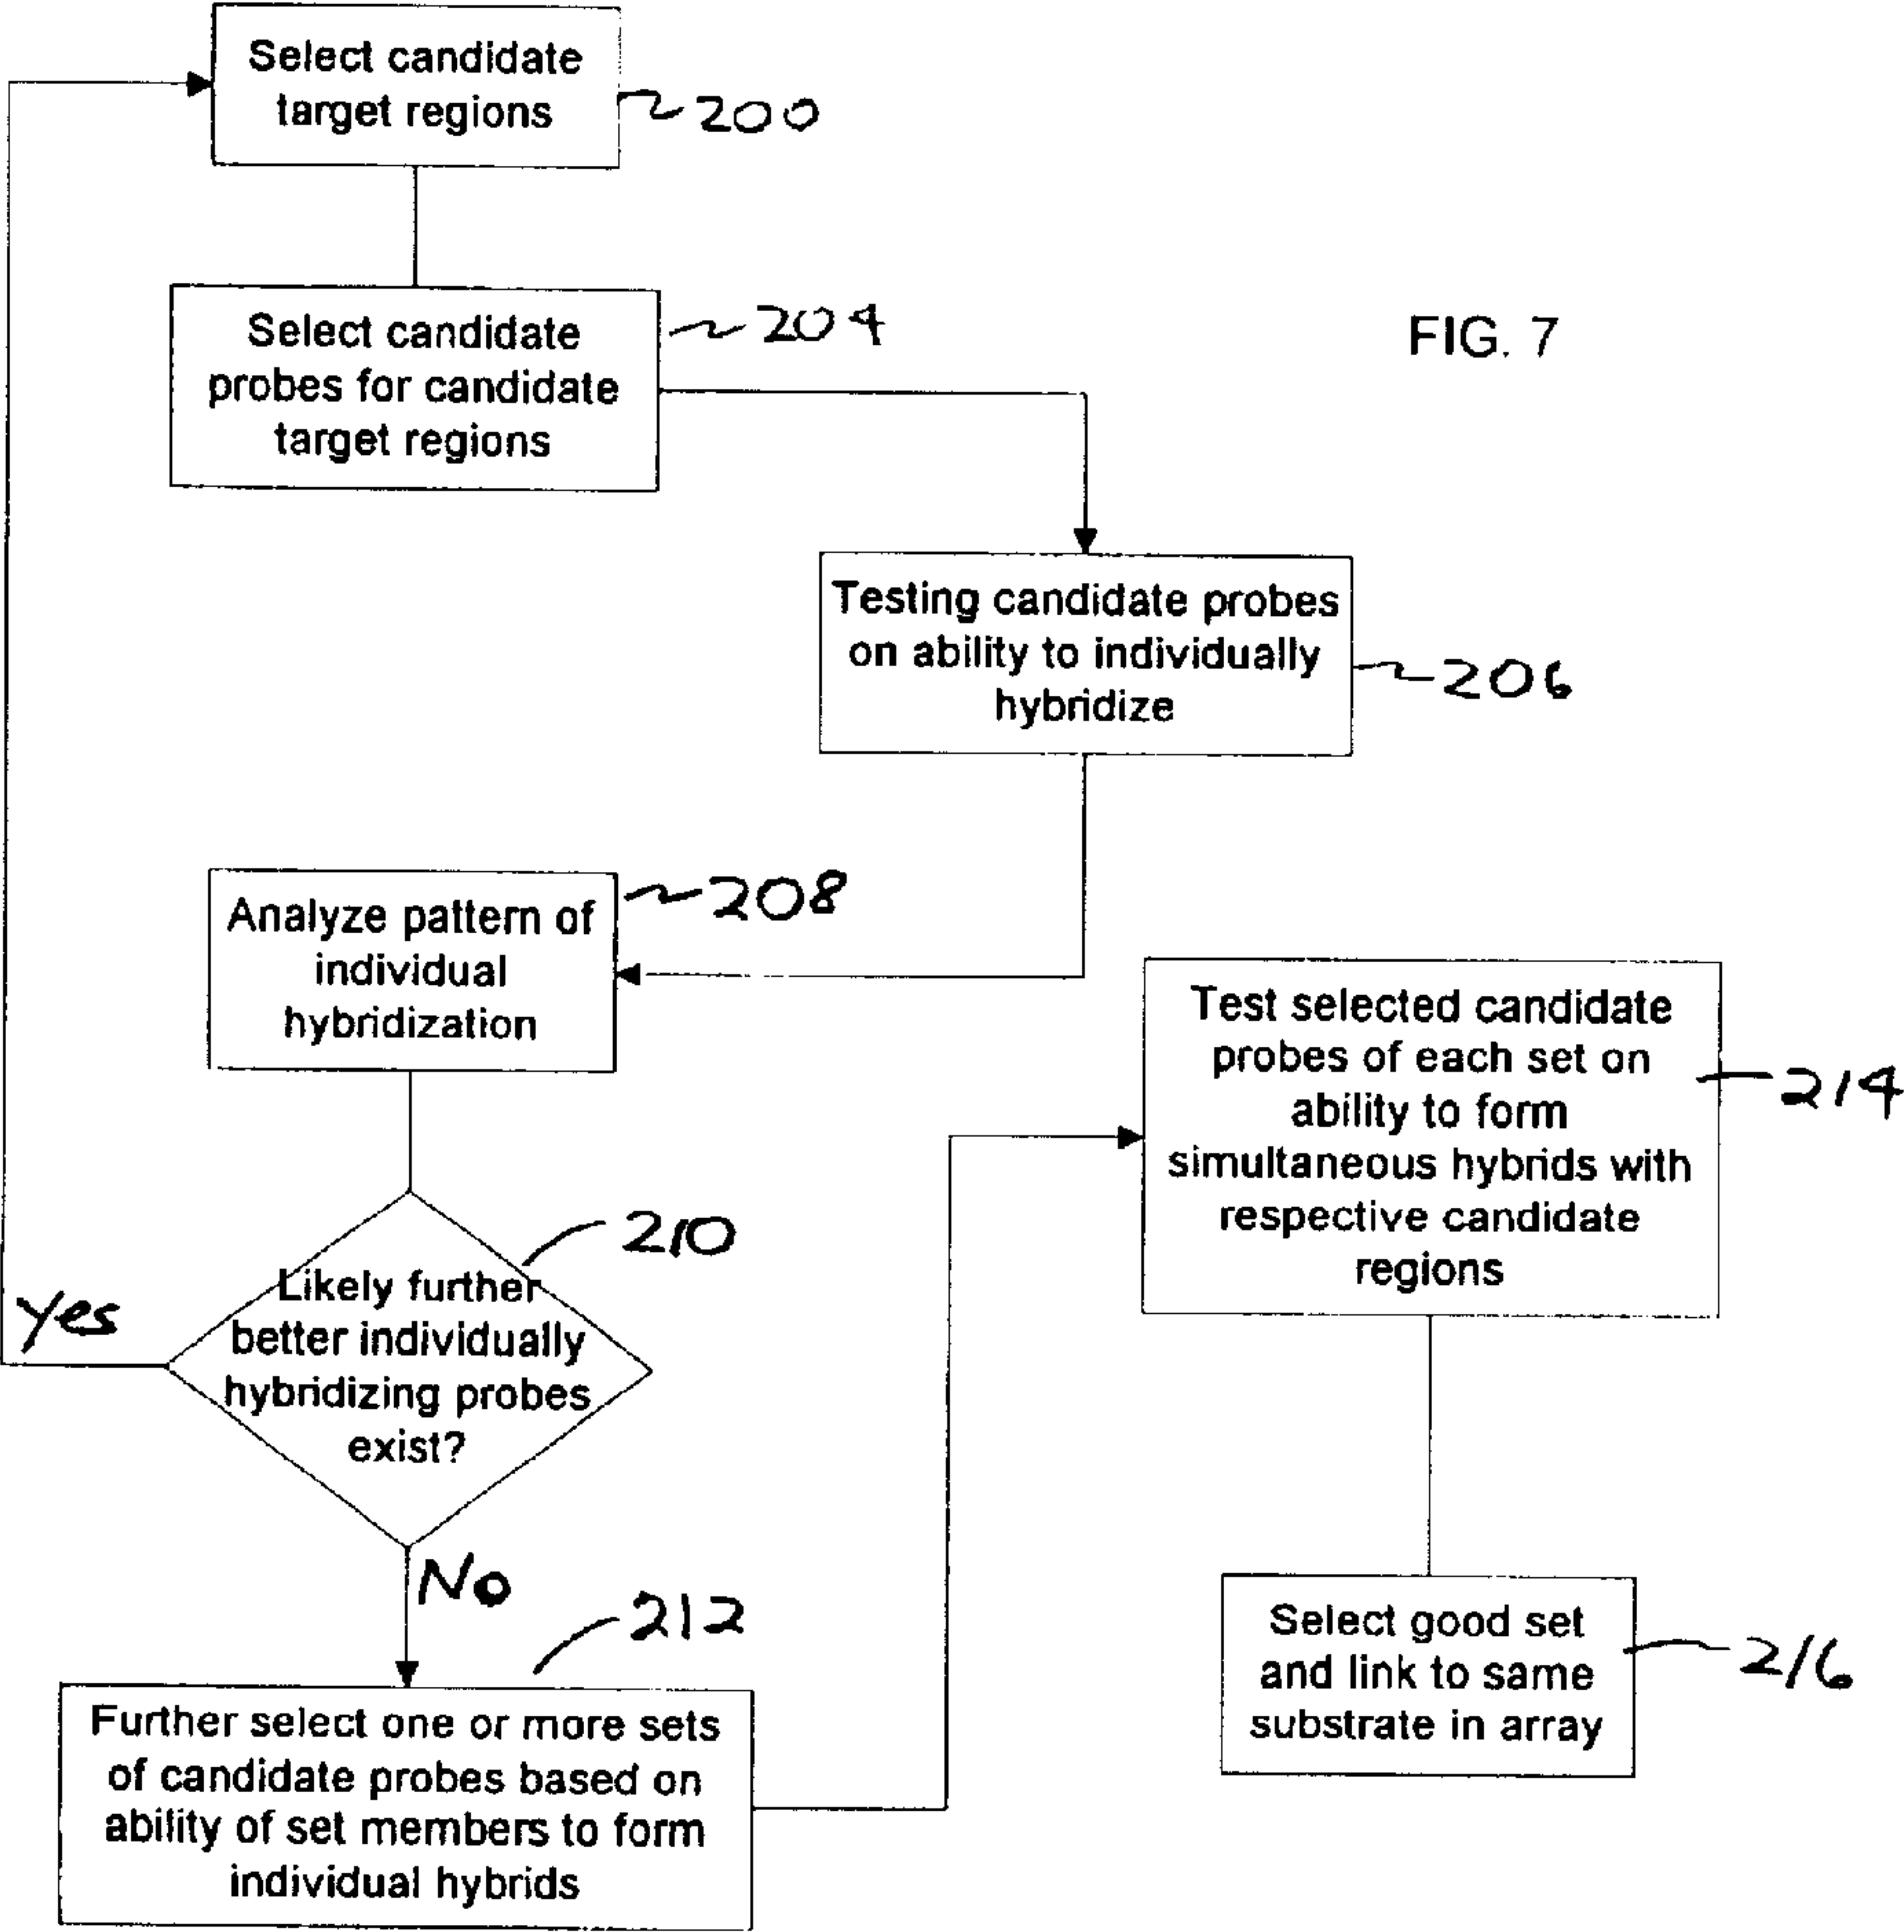 Select candidate
target regions
200
Select candidate
probes for candidate
target regions
204
FIG. 7
Testing candidate probes
on ability to individually
hybridize
206
Analyze pattern of
individual
hybridization
208
Test selected candidate
probes of each set on
ability to form
simultaneous hybrids with
respective candidate
regions
214
210
Likely further
better individually
hybridizing probes
exist?
Yes
No
212
Further select one or more sets
of candidate probes based on
ability of set members to form
individual hybrids
Select good set
and link to same
substrate in array
216